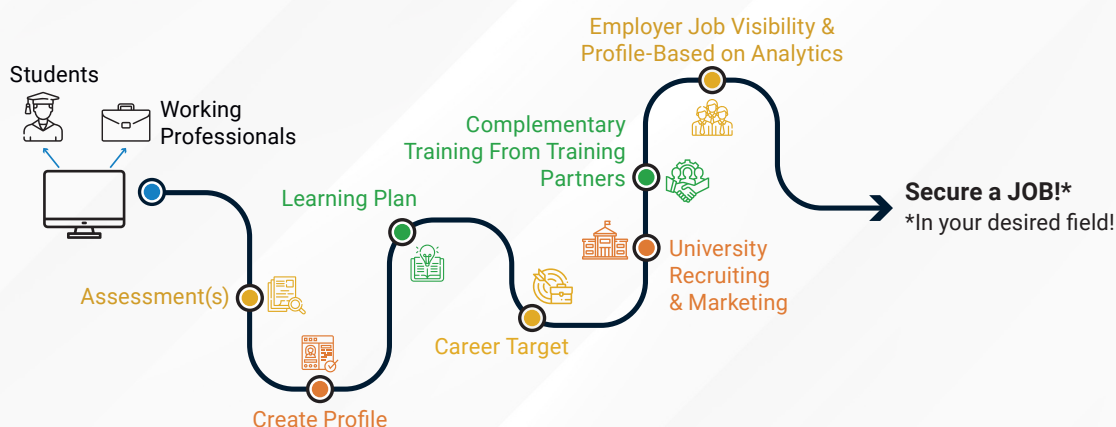 Students
Working
Professionals
Assessment(s)
Create Profile
Learning Plan
Career Target
University
Recruiting
& Marketing
Complementary
Training From Training
Partners
Employer Job Visibility &
Profile-Based on Analytics
Secure a JOB!*
*In your desired field!